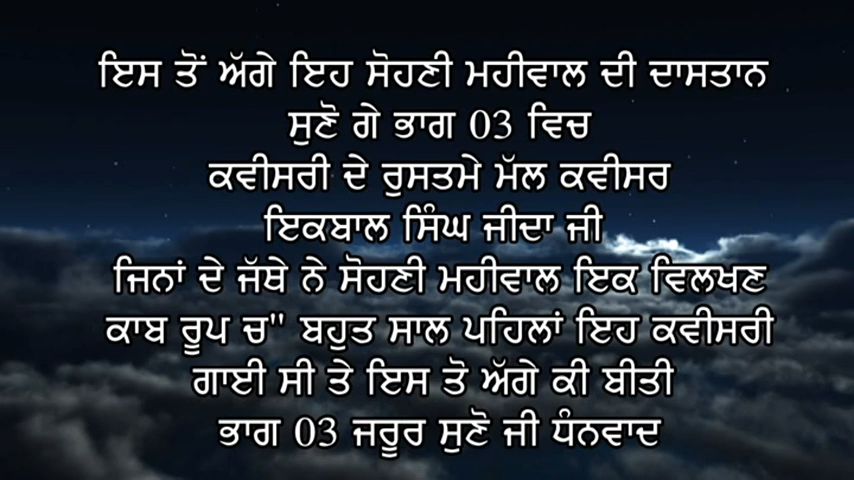 ਇਸ ਤੋਂ ਅੱਗੇ ਇਹ ਸੋਹਣੀ ਮਹੀਵਾਲ ਦੀ ਦਾਸਤਾਨ
ਸੁਣੋ ਗੇ ਭਾਗ 03 ਵਿਚ
ਕਵੀਸਰੀ ਦੇ ਰੁਸਤਮੇ ਮੱਲ ਕਵੀਸਰ
ਇਕਬਾਲ ਸਿੰਘ ਜੀਦਾ ਜੀ
ਜਿਨਾਂ ਦੇ ਜੱਥੇ ਨੇ ਸੋਹਣੀ ਮਹੀਵਾਲ ਇਕ ਵਿਲਖਣ
ਕਾਬ ਰੂਪ ਚ" ਬਹੁਤ ਸਾਲ ਪਹਿਲਾਂ ਇਹ ਕਵੀਸਰੀ
ਗਾਈ ਸੀ ਤੇ ਇਸ ਤੋ ਅੱਗੇ ਕੀ ਬੀਤੀ
ਭਾਗ 03 ਜਰੂਰ ਸੁਣੋ ਜੀ ਧੰਨਵਾਦ